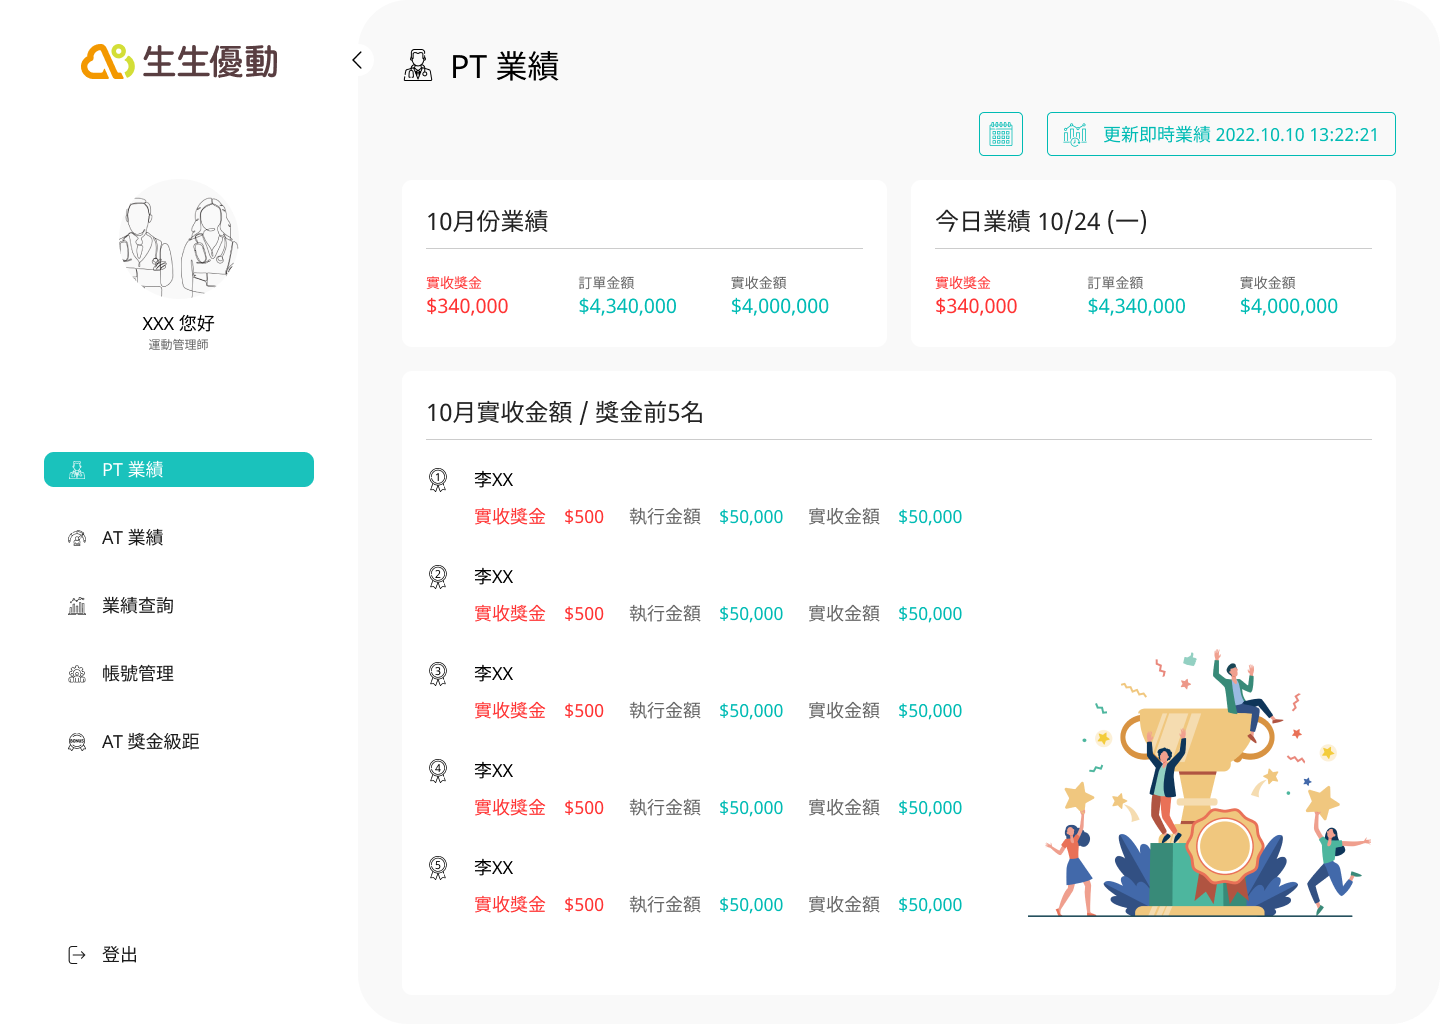 生生優動
XXX 您好
運動管理師
PT 業績
AT 業績
業績查詢
帳號管理
AT 獎金級距
登出
PT 業績
更新即時業績 2022.10.10 13:22:21
10月份業績
實收獎金 訂單金額 實收金額
$340,000 $4,340,000 $4,000,000
今日業績 10/24 (一)
實收獎金 訂單金額 實收金額
$340,000 $4,340,000 $4,000,000
10月實收金額 / 獎金前5名
1 李XX
實收獎金 $500 執行金額 $50,000 實收金額 $50,000
2 李XX
實收獎金 $500 執行金額 $50,000 實收金額 $50,000
3 李XX
實收獎金 $500 執行金額 $50,000 實收金額 $50,000
4 李XX
實收獎金 $500 執行金額 $50,000 實收金額 $50,000
5 李XX
實收獎金 $500 執行金額 $50,000 實收金額 $50,000